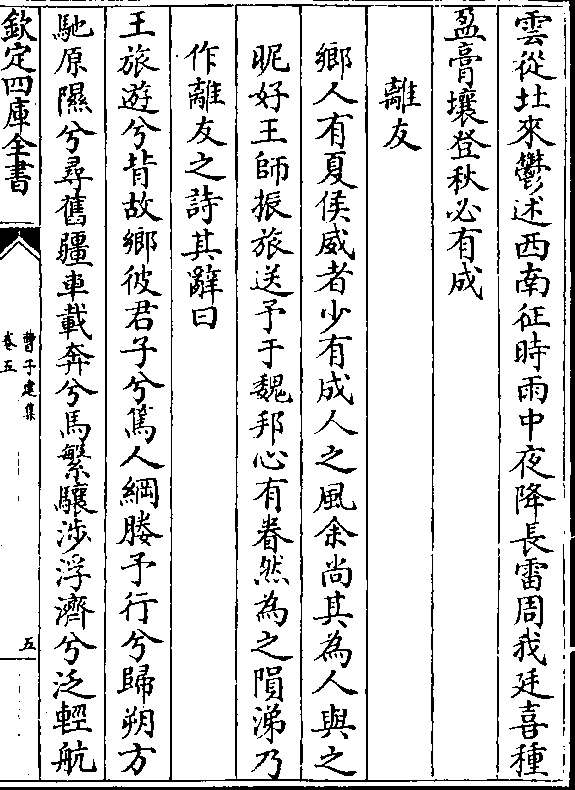 雲從北來鬱述西南征時雨中夜降長雷周我廷喜種
盈膏壤登秋必有成
離友
鄉人有夏侯威者少有成人之風余尚其為人與之
昵好王師振旅送予于魏邦心有眷然為之隕涕乃
作離友之詩其辭曰
王旅遊兮背故鄉彼君子兮篤人綱媵予行兮歸朔方
馳原隰兮尋舊疆車載奔兮馬繁驤涉浮濟兮泛輕航
欽定四庫全書
曹子建集
卷五
五